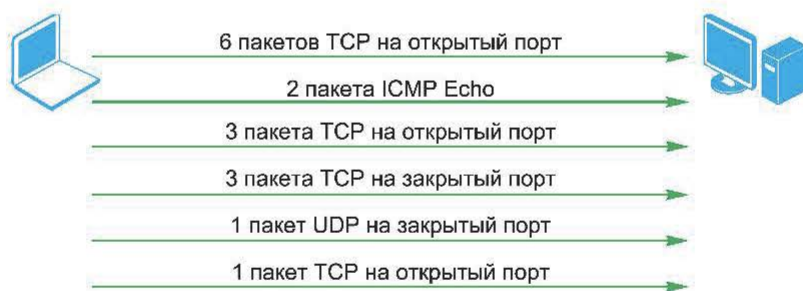 6 пакетов TCP на открытый порт
2 пакета ICMP Echo
3 пакета TCP на открытый порт
3 пакета TCP на закрытый порт
1 пакет UDP на закрытый порт
1 пакет TCP на открытый порт